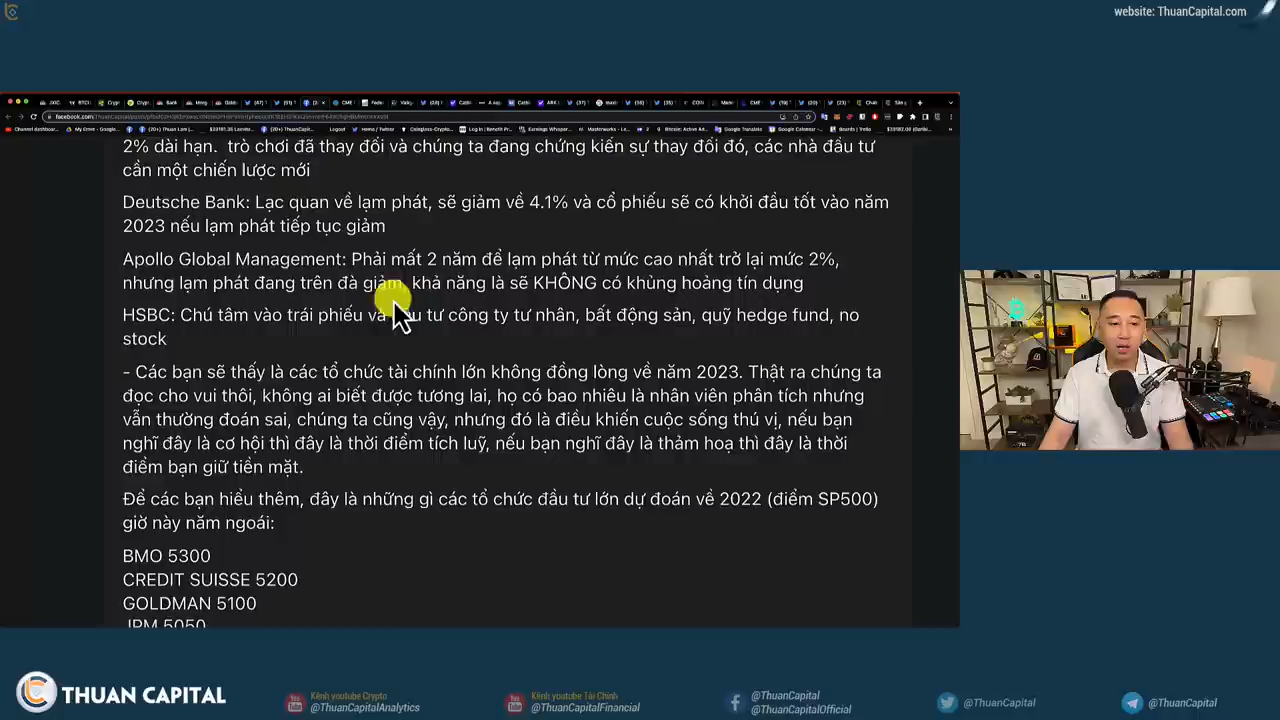 website: ThuanCapital.com
2% dài hạn. trò chơi đã thay đổi và chúng ta đang chứng kiến sự thay đổi đó, các nhà đầu tư
cần một chiến lược mới
Deutsche Bank: Lạc quan về lạm phát, sẽ giảm về 4.1% và cổ phiếu sẽ có khởi đầu tốt vào năm
2023 nếu lạm phát tiếp tục giảm
Apollo Global Management: Phải mất 2 năm để lạm phát từ mức cao nhất trở lại mức 2%,
nhưng lạm phát đang trên đà giảm, khả năng là sẽ KHÔNG có khủng hoảng tín dụng
HSBC: Chú tâm vào trái phiếu và tư công ty tư nhân, bất động sản, quỹ hedge fund, no
stock
- Các bạn sẽ thấy là các tổ chức tài chính lớn không đồng lòng về năm 2023. Thật ra chúng ta
đọc cho vui thôi, không ai biết được tương lai, họ có bao nhiêu là nhân viên phân tích nhưng
vẫn thường đoán sai, chúng ta cũng vậy, nhưng đó là điều khiến cuộc sống thú vị, nếu bạn
nghĩ đây là cơ hội thì đây là thời điểm tích luỹ, nếu bạn nghĩ đây là thảm hoạ thì đây là thời
điểm bạn giữ tiền mặt.
Để các bạn hiểu thêm, đây là những gì các tổ chức đầu tư lớn dự đoán về 2022 (điểm SP500)
giờ này năm ngoái:
BMO 5300
CREDIT SUISSE 5200
GOLDMAN 5100
JPM 5050
THUAN CAPITAL
Kênh youtube Crypto
@ThuanCapitalAnalytics
Kênh youtube Tài Chính
@ThuanCapitalFinancial
@ThuanCapital
@ThuanCapitalOfficial
@ThuanCapital
@ThuanCapital